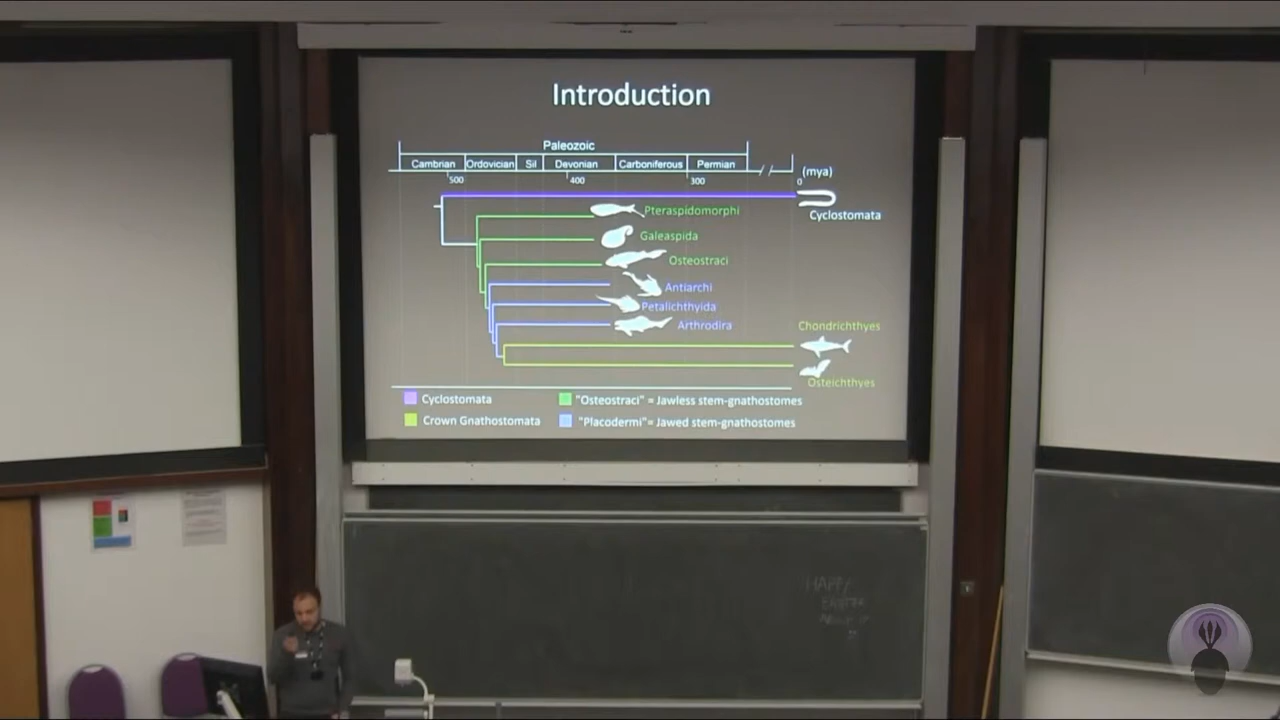 Introduction
Paleozoic
Cambrian Ordovician Sil Devonian Carboniferous Permian
500 400 300 0 (mya)
Cyclostomata
Pteraspidomorphi
Galeaspida
Osteostraci
Antiarchi
Petalichthyida
Arthrodira
Chondrichthyes
Osteichthyes
Cyclostomata
"Osteostraci" = Jawless stem-gnathostomes
Crown Gnathostomata
"Placodermi"= Jawed stem-gnathostomes
HAPPY
EASTER